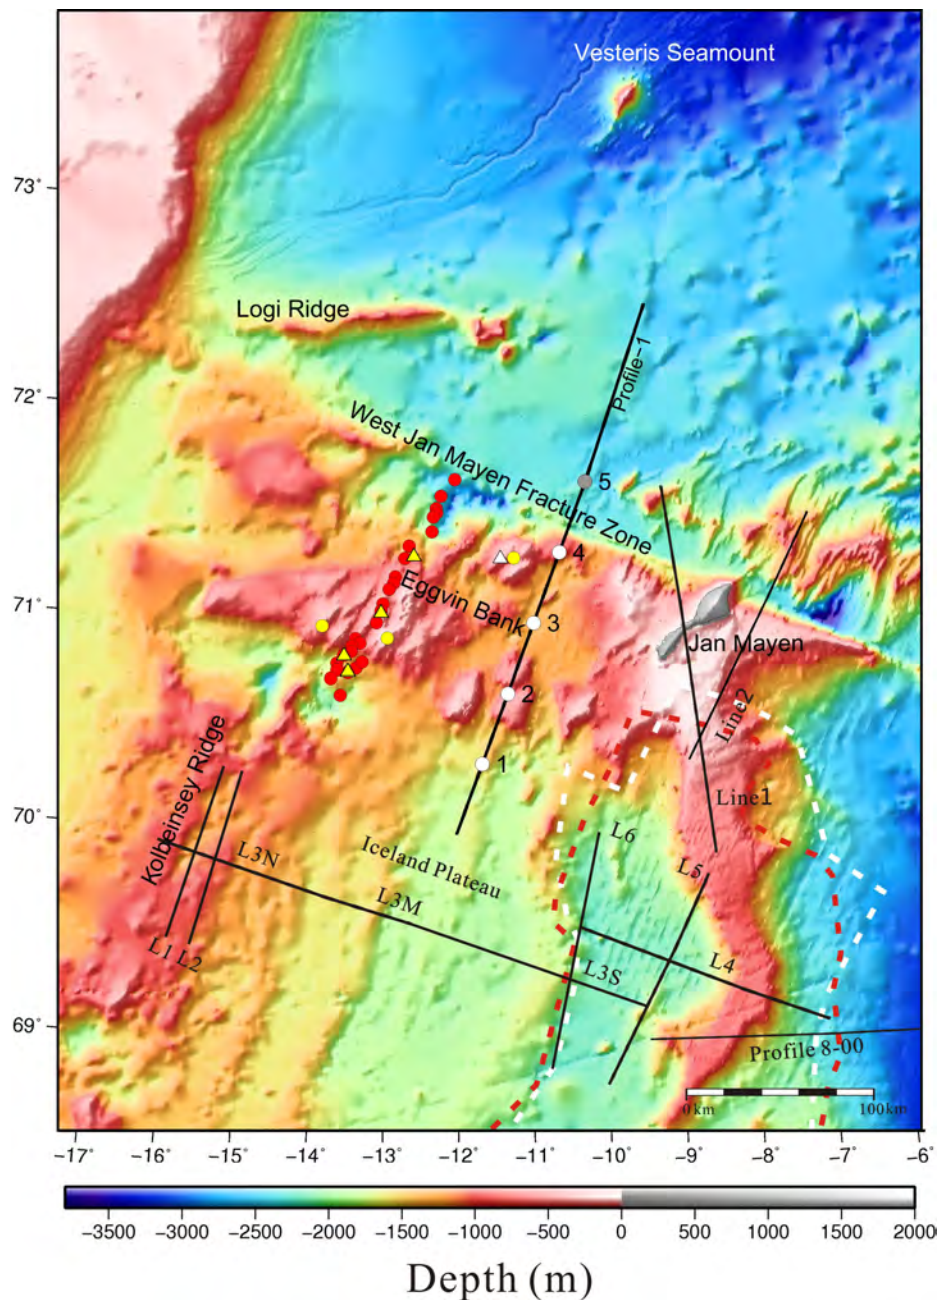 Vesteris Seamount
73°
Logi Ridge
Profile-1
72°
West Jan Mayen Fracture Zone
5
4
Eggvin Bank
3
71°
Jan Mayen
2
Line2
1
Kolbeinsey Ridge
Line1
70°
L6
Iceland Plateau
L3N
L5
L3M
L1 L2
L3S
L4
69°
Profile 8-00
0km
100km
-17° -16° -15° -14° -13° -12° -11° -10° -9° -8° -7° -6°
-3500 -3000 -2500 -2000 -1500 -1000 -500 0 500 1000 1500 2000
Depth (m)